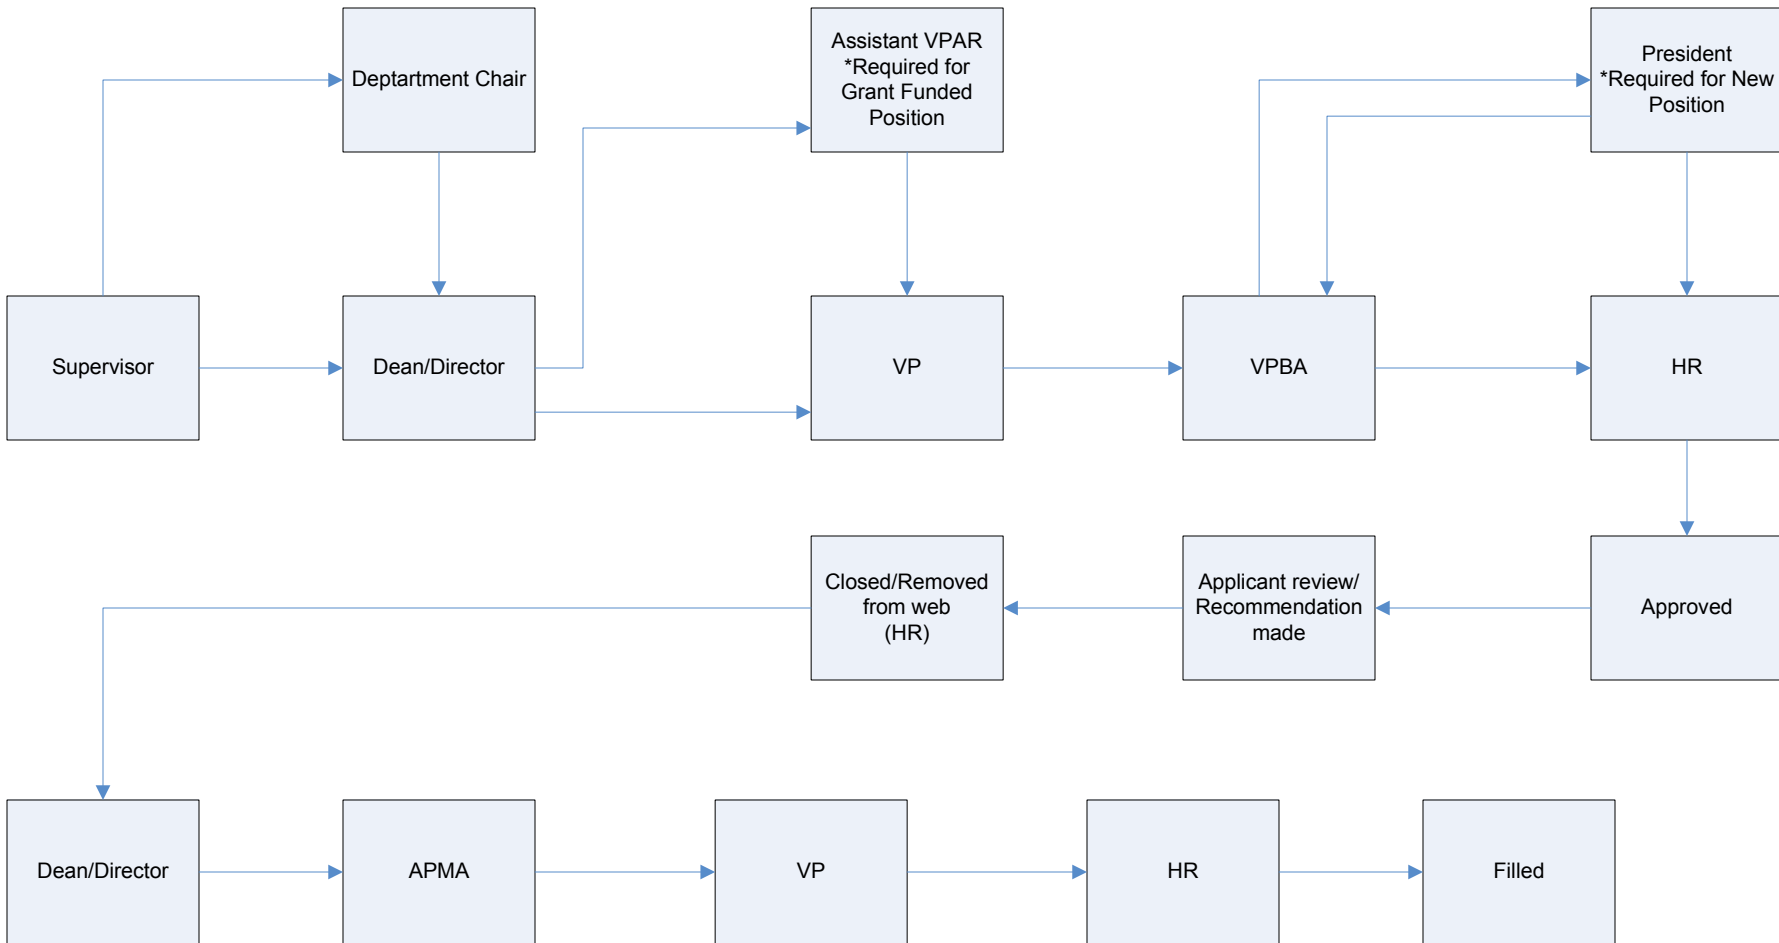 Deptartment Chair
Assistant VPAR
*Required for
Grant Funded
Position
President
*Required for New
Position
Supervisor
Dean/Director
VP
VPBA
HR
Closed/Removed
from web
(HR)
Applicant review/
Recommendation
made
Approved
Dean/Director
APMA
VP
HR
Filled